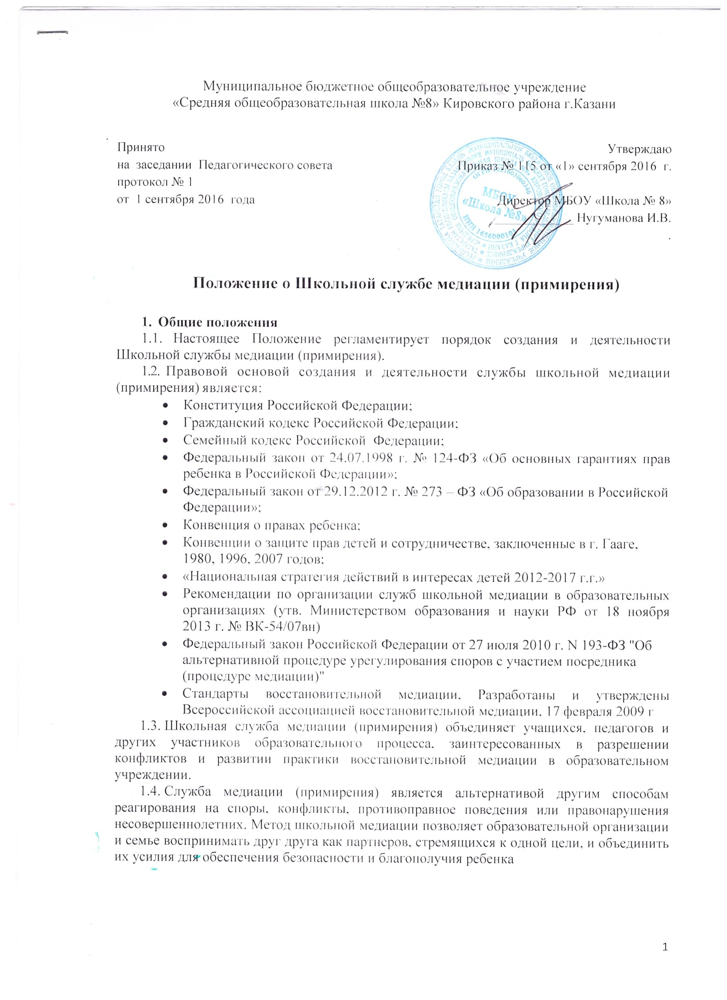 Муниципальное бюджетное общеобразовательное учреждение
«Средняя общеобразовательная школа №8» Кировского района г.Казани
Принято
на заседании Педагогического совета
протокол № 1
от 1 сентября 2016 года
Утверждаю
Приказ № 115 от «1» сентября 2016 г.
Директор МБОУ «Школа № 8»
Нугуманова И.В.
МБОУ
«Школа №8»
ИНН 1656000101
Положение о Школьной службе медиации (примирения)
1. Общие положения
1.1. Настоящее Положение регламентирует порядок создания и деятельности
Школьной службы медиации (примирения).
1.2. Правовой основой создания и деятельности службы школьной медиации
(примирения) является:
• Конституция Российской Федерации;
• Гражданский кодекс Российской Федерации;
• Семейный кодекс Российской Федерации;
• Федеральный закон от 24.07.1998 г. № 124-ФЗ «Об основных гарантиях прав
ребенка в Российской Федерации»;
• Федеральный закон от 29.12.2012 г. № 273 – ФЗ «Об образовании в Российской
Федерации»;
• Конвенция о правах ребенка;
• Конвенции о защите прав детей и сотрудничестве, заключенные в г. Гааге,
1980, 1996, 2007 годов;
• «Национальная стратегия действий в интересах детей 2012-2017 г.г.»
• Рекомендации по организации служб школьной медиации в образовательных
организациях (утв. Министерством образования и науки РФ от 18 ноября
2013 г. № ВК-54/07вн)
• Федеральный закон Российской Федерации от 27 июля 2010 г. N 193-ФЗ "Об
альтернативной процедуре урегулирования споров с участием посредника
(процедуре медиации)"
• Стандарты восстановительной медиации. Разработаны и утверждены
Всероссийской ассоциацией восстановительной медиации, 17 февраля 2009 г
1.3. Школьная служба медиации (примирения) объединяет учащихся, педагогов и
других участников образовательного процесса, заинтересованных в разрешении
конфликтов и развитии практики восстановительной медиации в образовательном
учреждении.
1.4. Служба медиации (примирения) является альтернативой другим способам
реагирования на споры, конфликты, противоправное поведения или правонарушения
несовершеннолетних. Метод школьной медиации позволяет образовательной организации
и семье воспринимать друг друга как партнеров, стремящихся к одной цели, и объединить
их усилия для обеспечения безопасности и благополучия ребенка
1